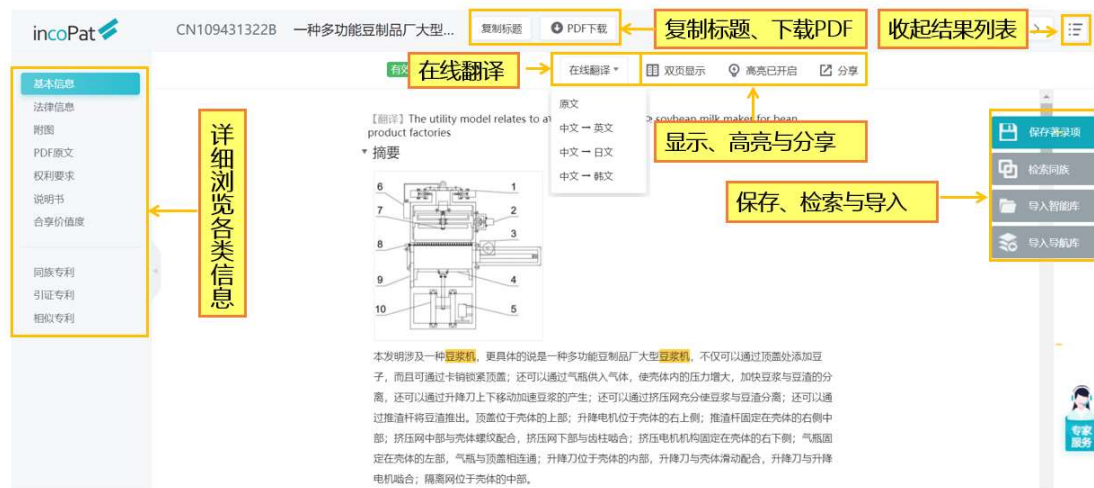 incoPat
CN109431322B 一种多功能豆制品厂大型...
复制标题
PDF下载
复制标题、下载PDF
收起结果列表
有效
在线翻译
在线翻译
双页显示
高亮已开启
分享
原文
中文 → 英文
中文 → 日文
中文 → 韩文
显示、高亮与分享
基本信息
法律信息
附图
PDF原文
权利要求
说明书
合享价值度
同族专利
引证专利
相似专利
详细浏览各类信息
【翻译】The utility model relates to a
soybean milk maker for bean
product factories
摘要
6
1
7
2
8
3
9
4
10
5
保存、检索与导入
保存著录项
检索同族
导入智能库
导入导航库
本发明涉及一种豆浆机，更具体的说是一种多功能豆制品厂大型豆浆机，不仅可以通过顶盖处添加豆
子，而且可通过卡销锁紧顶盖；还可以通过气瓶供入气体，使壳体内的压力增大，加快豆浆与豆渣的分
离，还可以通过升降刀上下移动加速豆浆的产生；还可以通过挤压网充分使豆浆与豆渣分离；还可以通
过推渣杆将豆渣推出。顶盖位于壳体的上部；升降电机位于壳体的右上侧；推渣杆固定在壳体的右侧中
部；挤压网中部与壳体螺纹配合，挤压网下部与齿柱啮合；挤压电机机构固定在壳体的右下侧；气瓶固
定在壳体的左部，气瓶与顶盖相连通；升降刀位于壳体的内部，升降刀与壳体滑动配合，升降刀与升降
电机啮合；隔离网位于壳体的中部。
专家
服务